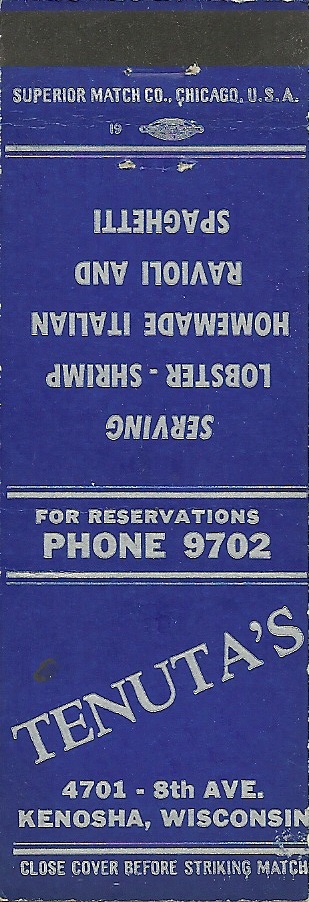 SUPERIOR MATCH CO., CHICAGO, U.S.A.
19
SERVING
LOBSTER - SHRIMP
HOMEMADE ITALIAN
RAVIOLI AND
SPAGHETTI
FOR RESERVATIONS
PHONE 9702
TENUTA'S
4701 - 8th AVE.
KENOSHA, WISCONSIN
CLOSE COVER BEFORE STRIKING MATCH